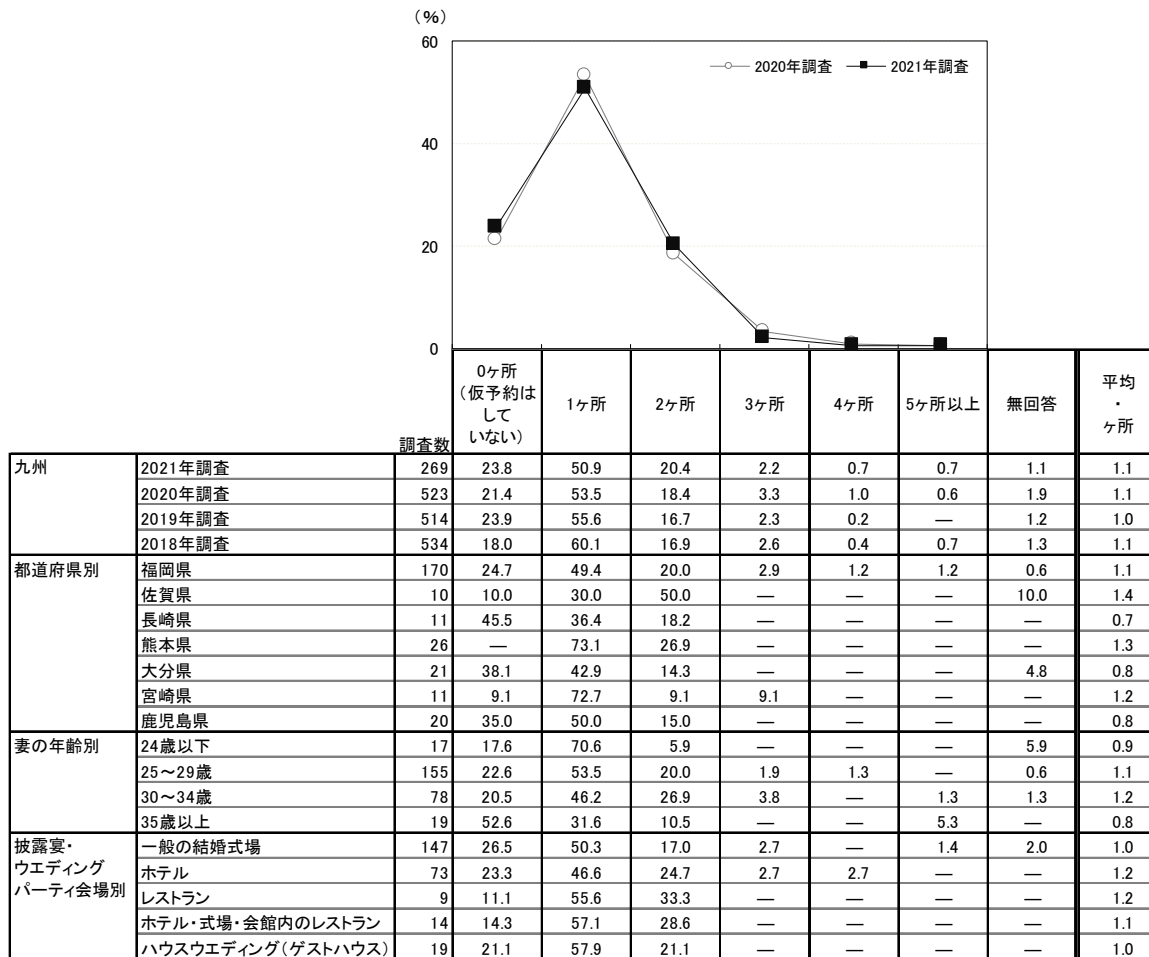 (%)
60
40
20
0
2020年調査 2021年調査
調査数 0ヶ所(仮予約はしていない) 1ヶ所 2ヶ所 3ヶ所 4ヶ所 5ヶ所以上 無回答 平均・ヶ所
九州 2021年調査 269 23.8 50.9 20.4 2.2 0.7 0.7 1.1 1.1
2020年調査 523 21.4 53.5 18.4 3.3 1.0 0.6 1.9 1.1
2019年調査 514 23.9 55.6 16.7 2.3 0.2 — 1.2 1.0
2018年調査 534 18.0 60.1 16.9 2.6 0.4 0.7 1.3 1.1
都道府県別 福岡県 170 24.7 49.4 20.0 2.9 1.2 1.2 0.6 1.1
佐賀県 10 10.0 30.0 50.0 — — — 10.0 1.4
長崎県 11 45.5 36.4 18.2 — — — — 0.7
熊本県 26 — 73.1 26.9 — — — — 1.3
大分県 21 38.1 42.9 14.3 — — — 4.8 0.8
宮崎県 11 9.1 72.7 9.1 9.1 — — — 1.2
鹿児島県 20 35.0 50.0 15.0 — — — — 0.8
妻の年齢別 24歳以下 17 17.6 70.6 5.9 — — — 5.9 0.9
25～29歳 155 22.6 53.5 20.0 1.9 1.3 — 0.6 1.1
30～34歳 78 20.5 46.2 26.9 3.8 — 1.3 1.3 1.2
35歳以上 19 52.6 31.6 10.5 — — 5.3 — 0.8
披露宴・ウエディングパーティ会場別 一般の結婚式場 147 26.5 50.3 17.0 2.7 — 1.4 2.0 1.0
ホテル 73 23.3 46.6 24.7 2.7 2.7 — — 1.2
レストラン 9 11.1 55.6 33.3 — — — — 1.2
ホテル・式場・会館内のレストラン 14 14.3 57.1 28.6 — — — — 1.1
ハウスウエディング(ゲストハウス) 19 21.1 57.9 21.1 — — — — 1.0